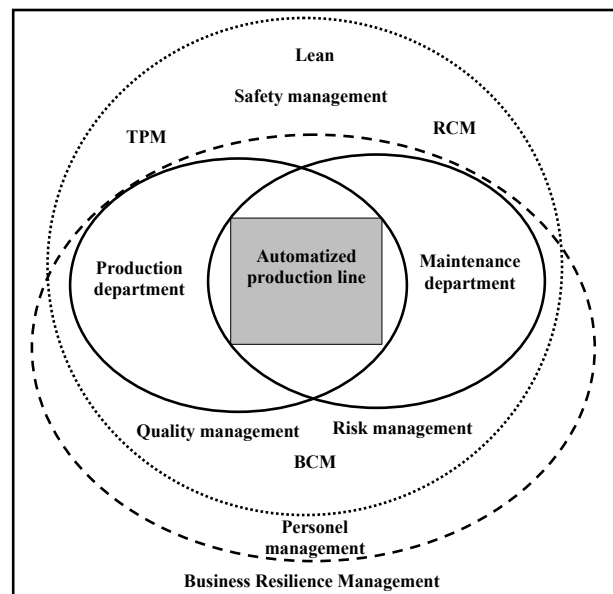 Lean
Safety management
TPM
RCM
Automatized
production line
Production
department
Maintenance
department
Quality management
Risk management
BCM
Personel
management
Business Resilience Management